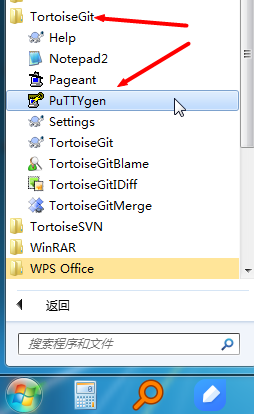 TortoiseGit
Help
Notepad2
Pageant
PuTTYgen
Settings
TortoiseGit
TortoiseGitBlame
TortoiseGitIDiff
TortoiseGitMerge
TortoiseSVN
WinRAR
WPS Office
返回
搜索程序和文件